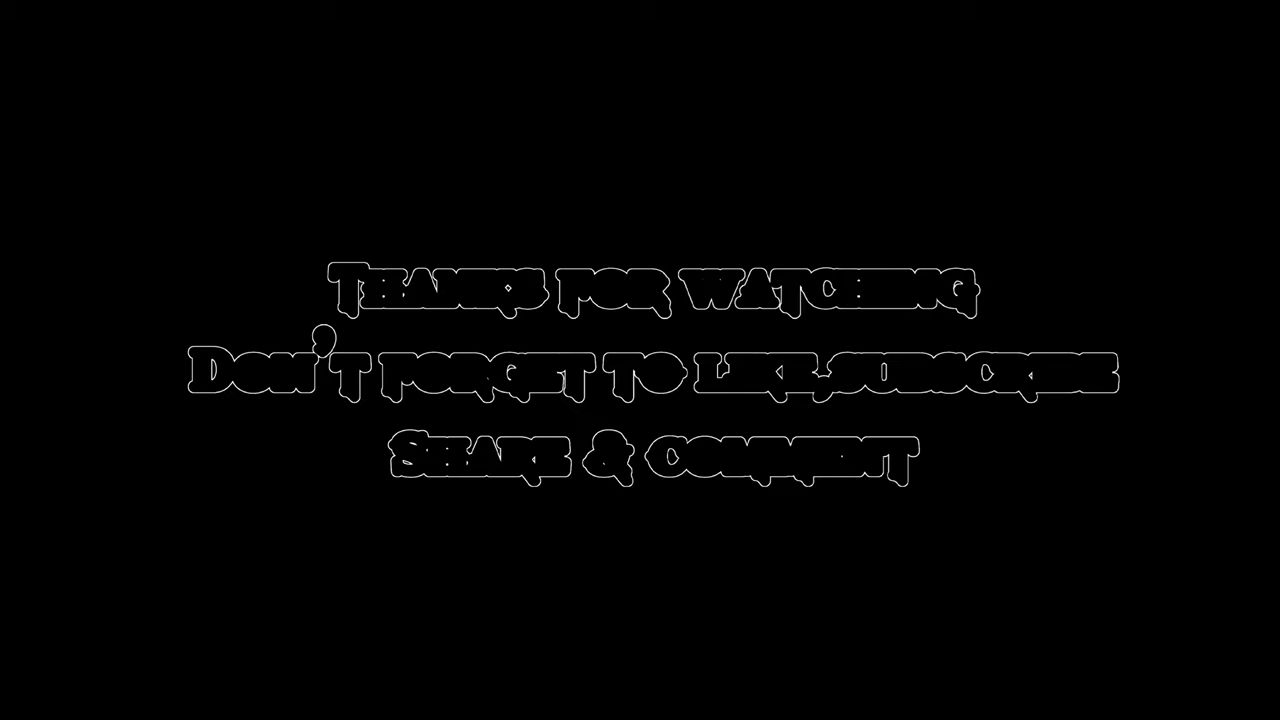 Thanks for watching
Don't forget to like,subscribe
Share & comment